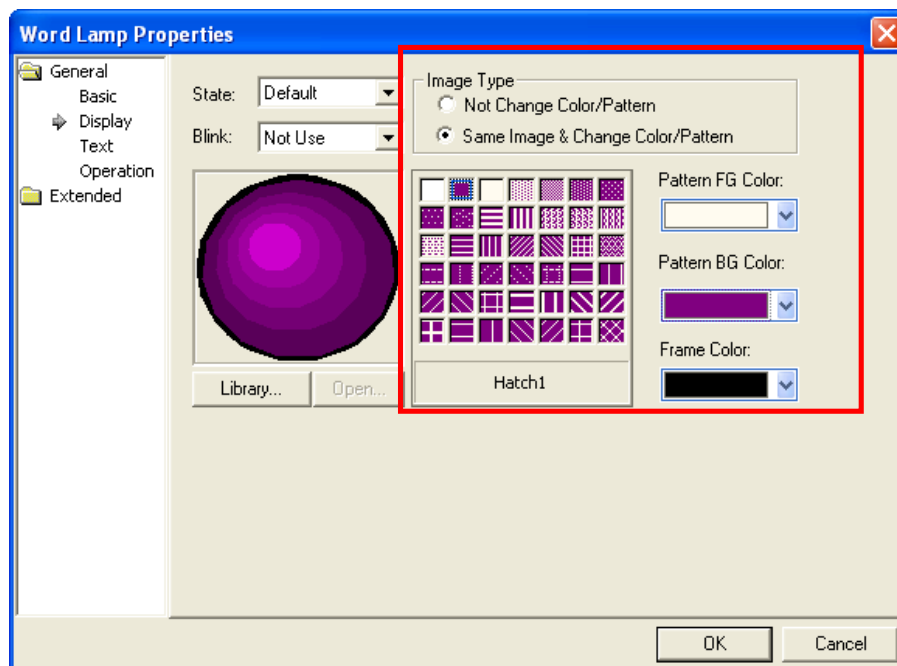 Word Lamp Properties
General
Basic
Display
Text
Operation
Extended
State: Default
Blink: Not Use
Library...
Open...
Image Type
Not Change Color/Pattern
Same Image & Change Color/Pattern
Hatch1
Pattern FG Color:
Pattern BG Color:
Frame Color:
OK
Cancel